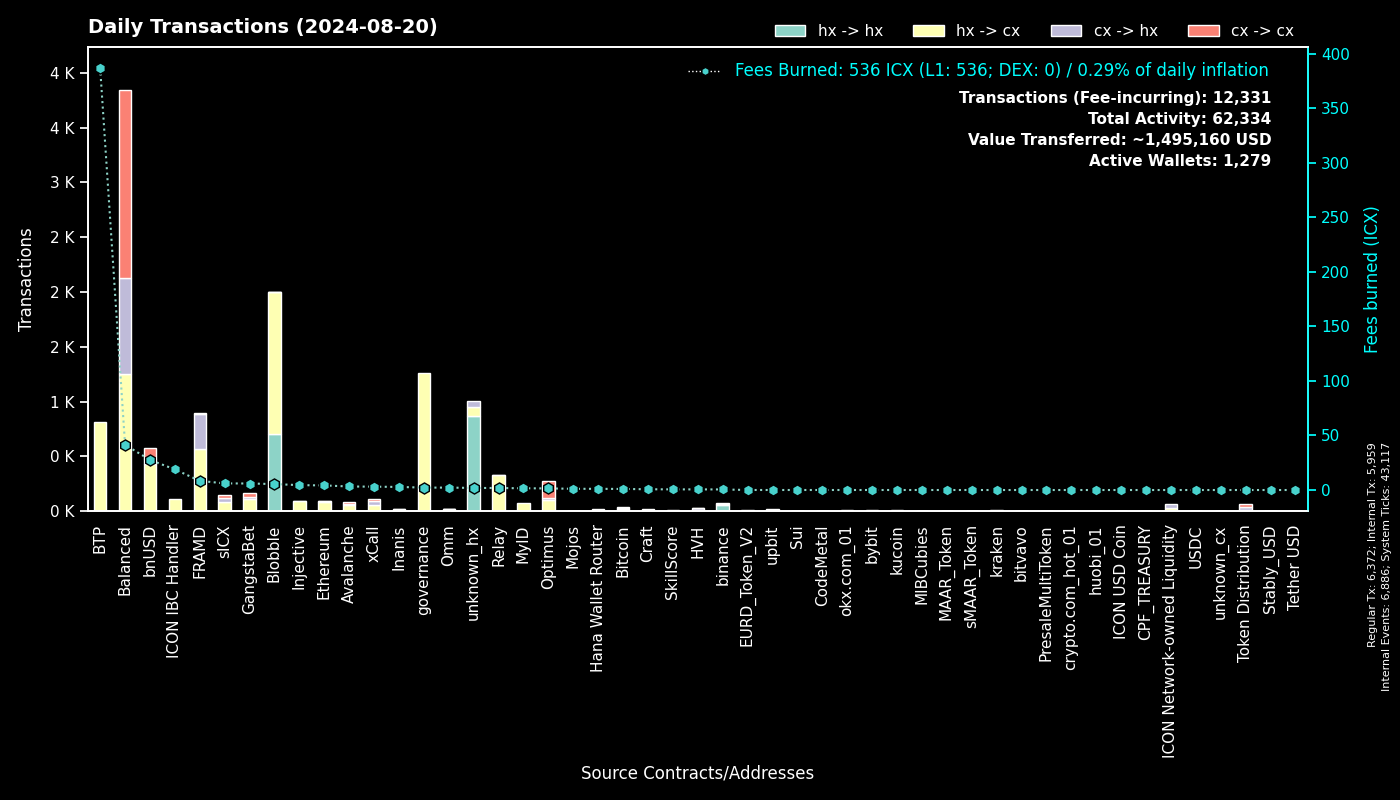 Daily Transactions (2024-08-20)
hx -> hx
hx -> cx
cx -> hx
cx -> cx
Fees Burned: 536 ICX (L1: 536; DEX: 0) / 0.29% of daily inflation
Transactions (Fee-incurring): 12,331
Total Activity: 62,334
Value Transferred: ~1,495,160 USD
Active Wallets: 1,279
Transactions
4 K
4 K
3 K
2 K
2 K
2 K
1 K
0 K
0 K
400
350
300
250
200
150
100
50
0
Fees burned (ICX)
BTP
Balanced
bnUSD
ICON IBC Handler
FRAMD
sICX
GangstaBet
Blobble
Injective
Ethereum
Avalanche
xCall
Inanis
governance
Omm
unknown_hx
Relay
MyID
Optimus
Mojos
Hana Wallet Router
Bitcoin
Craft
SkillScore
HVH
binance
EURD_Token_V2
upbit
Sui
CodeMetal
okx.com_01
bybit
kucoin
MIBCubies
MAAR_Token
sMAAR_Token
kraken
bitvavo
PresaleMultiToken
crypto.com_hot_01
huobi_01
ICON USD Coin
CPF_TREASURY
ICON Network-owned Liquidity
USDC
unknown_cx
Token Distribution
Stably_USD
Tether USD
Source Contracts/Addresses
Regular Tx: 6,372; Internal Tx: 5,959
Internal Events: 6,886; System Ticks: 43,117